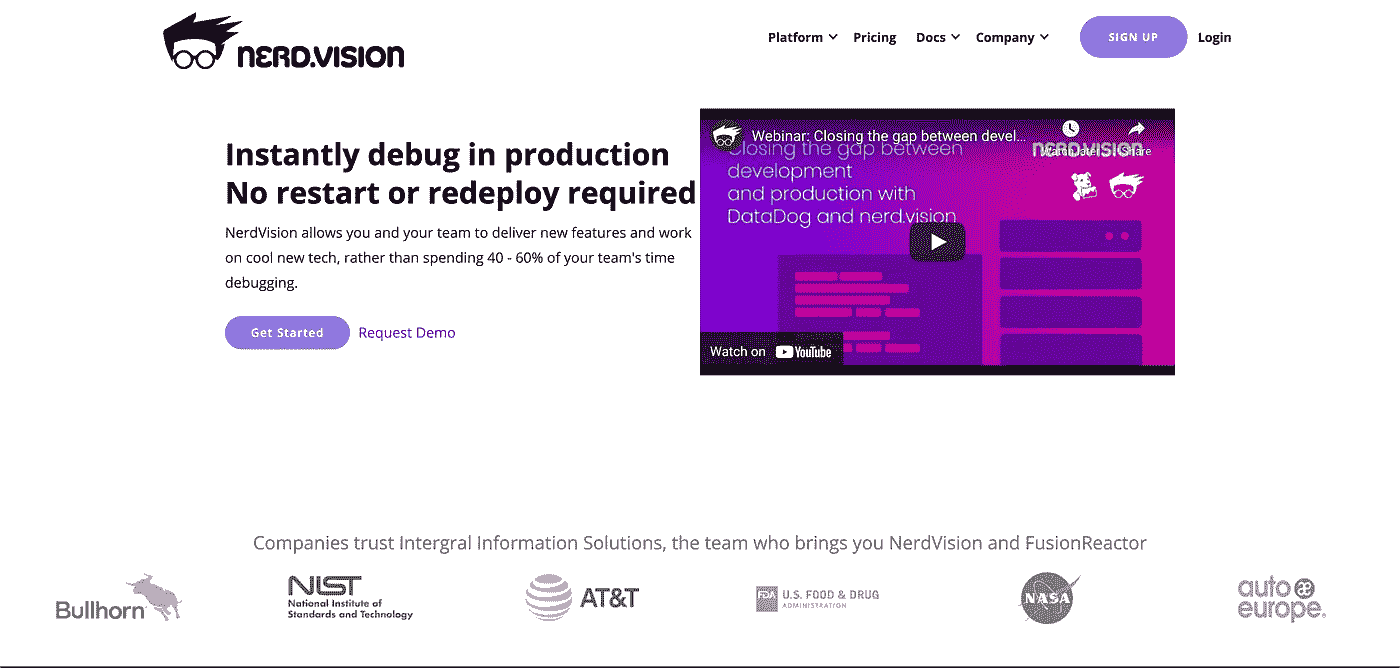 NERD.VISION
Platform Pricing Docs Company SIGN UP Login
Instantly debug in production
No restart or redeploy required
NerdVision allows you and your team to deliver new features and work
on cool new tech, rather than spending 40 - 60% of your team's time
debugging.
Get Started Request Demo
Webinar: Closing the gap between devel...
Watch later Share
NERD.VISION
Closing the gap between
development
and production with
DataDog and nerd.vision
Watch on YouTube
Companies trust Intergral Information Solutions, the team who brings you NerdVision and FusionReactor
Bullhorn
NIST
National Institute of
Standards and Technology
AT&T
FDA U.S. FOOD & DRUG
ADMINISTRATION
NASA
auto
europe.